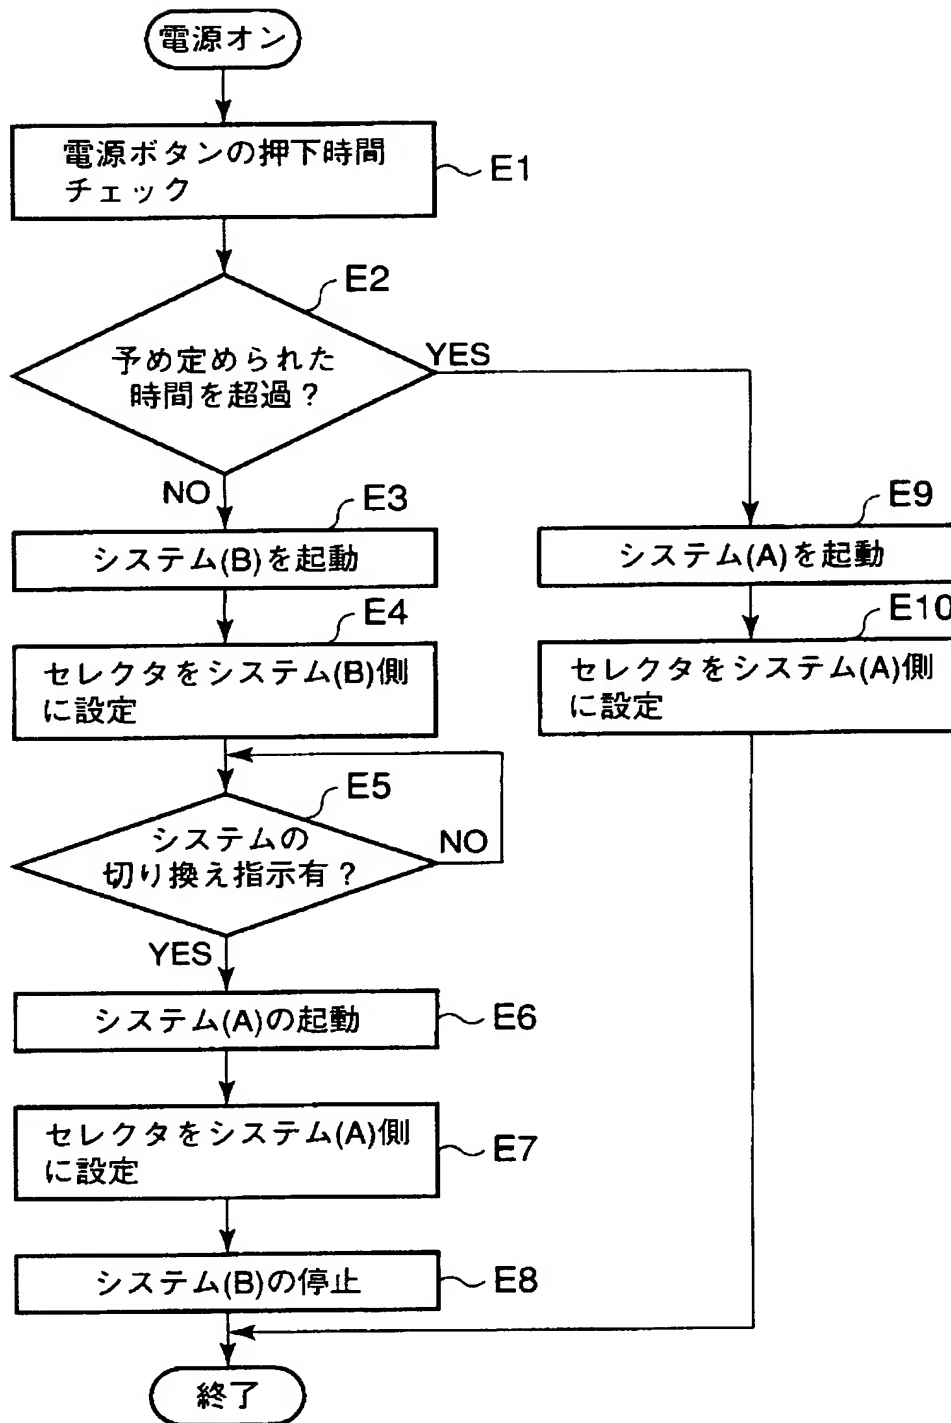 電源オン
電源ボタンの押下時間
チェック
E1
E2
予め定められた
時間を超過？
YES
NO
E3
システム(B)を起動
E9
システム(A)を起動
E4
セレクタをシステム(B)側
に設定
E10
セレクタをシステム(A)側
に設定
E5
システムの
切り換え指示有？
NO
YES
システム(A)の起動
E6
セレクタをシステム(A)側
に設定
E7
システム(B)の停止
E8
終了